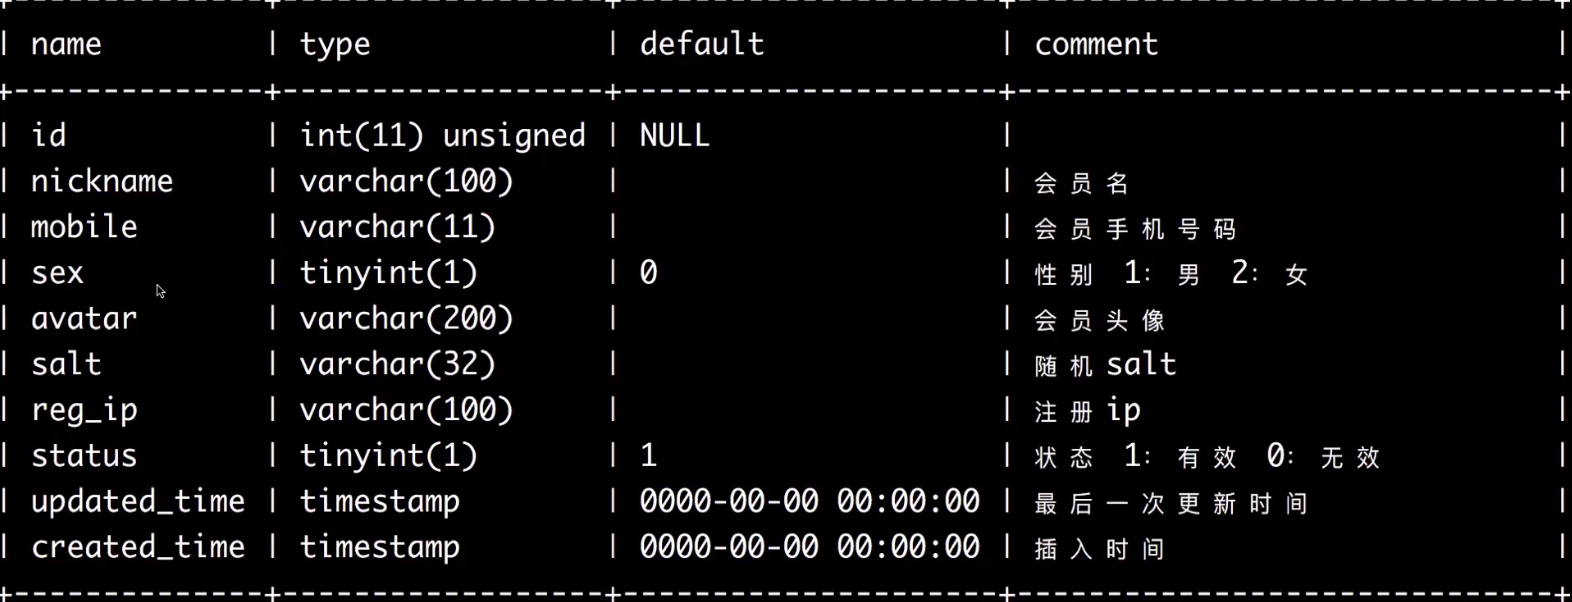 | name | type | default | comment |
| id | int(11) unsigned | NULL | |
| nickname | varchar(100) | | 会员名 |
| mobile | varchar(11) | | 会员手机号码 |
| sex | tinyint(1) | 0 | 性别 1: 男 2: 女 |
| avatar | varchar(200) | | 会员头像 |
| salt | varchar(32) | | 随机salt |
| reg_ip | varchar(100) | | 注册ip |
| status | tinyint(1) | 1 | 状态 1: 有效 0: 无效 |
| updated_time | timestamp | 0000-00-00 00:00:00 | 最后一次更新时间 |
| created_time | timestamp | 0000-00-00 00:00:00 | 插入时间 |